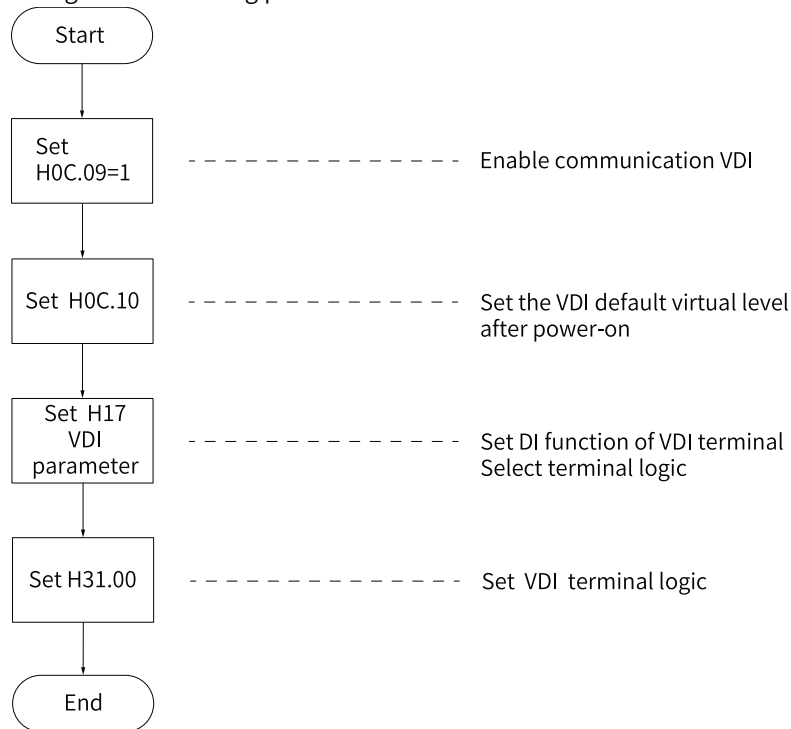 Start
Set
H0C.09=1
Enable communication VDI
Set H0C.10
Set the VDI default virtual level
after power-on
Set H17
VDI
parameter
Set DI function of VDI terminal
Select terminal logic
Set H31.00
Set VDI terminal logic
End